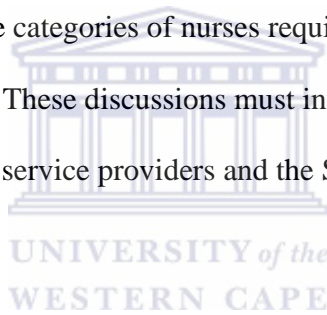 e categories of nurses requi
These discussions must in
service providers and the S
UNIVERSITY of the
WESTERN CAPE